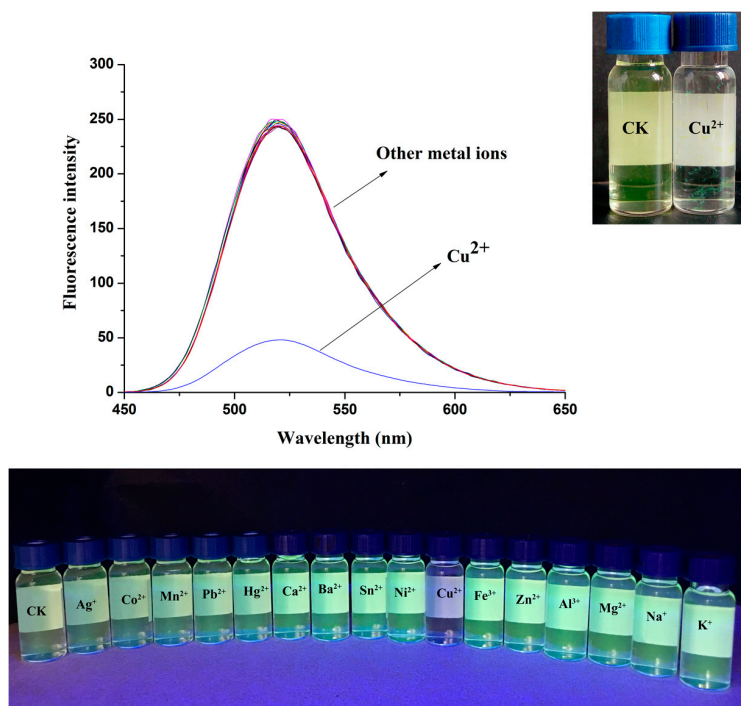 300
250
200
150
100
50
0
450
500
550
600
650
Fluorescence intensity
Wavelength (nm)
Other metal ions
Cu²⁺
CK
Cu²⁺
CK
Ag⁺
Co²⁺
Mn²⁺
Pb²⁺
Hg²⁺
Ca²⁺
Ba²⁺
Sn²⁺
Ni²⁺
Cu²⁺
Fe³⁺
Zn²⁺
Al³⁺
Mg²⁺
Na⁺
K⁺